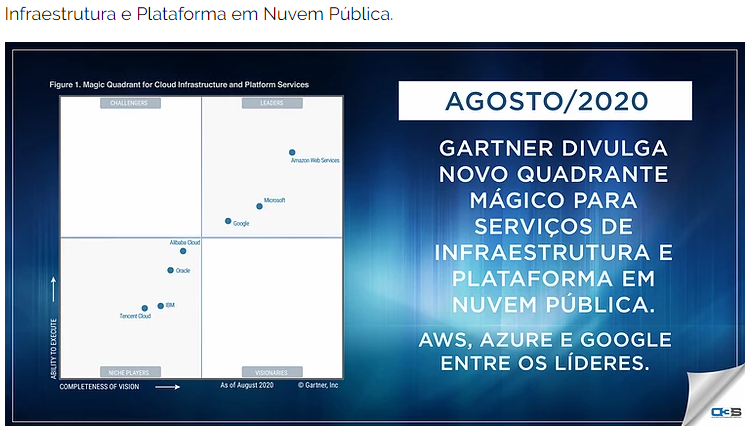 Infraestrutura e Plataforma em Nuvem Pública.
Figure 1. Magic Quadrant for Cloud Infrastructure and Platform Services
CHALLENGERS
LEADERS
Amazon Web Services
Microsoft
Google
Alibaba Cloud
Oracle
IBM
Tencent Cloud
NICHE PLAYERS
VISIONARIES
ABILITY TO EXECUTE
COMPLETENESS OF VISION
As of August 2020
© Gartner, Inc
AGOSTO/2020
GARTNER DIVULGA
NOVO QUADRANTE
MÁGICO PARA
SERVIÇOS DE
INFRAESTRUTURA E
PLATAFORMA EM
NUVEM PÚBLICA.
AWS, AZURE E GOOGLE
ENTRE OS LÍDERES.